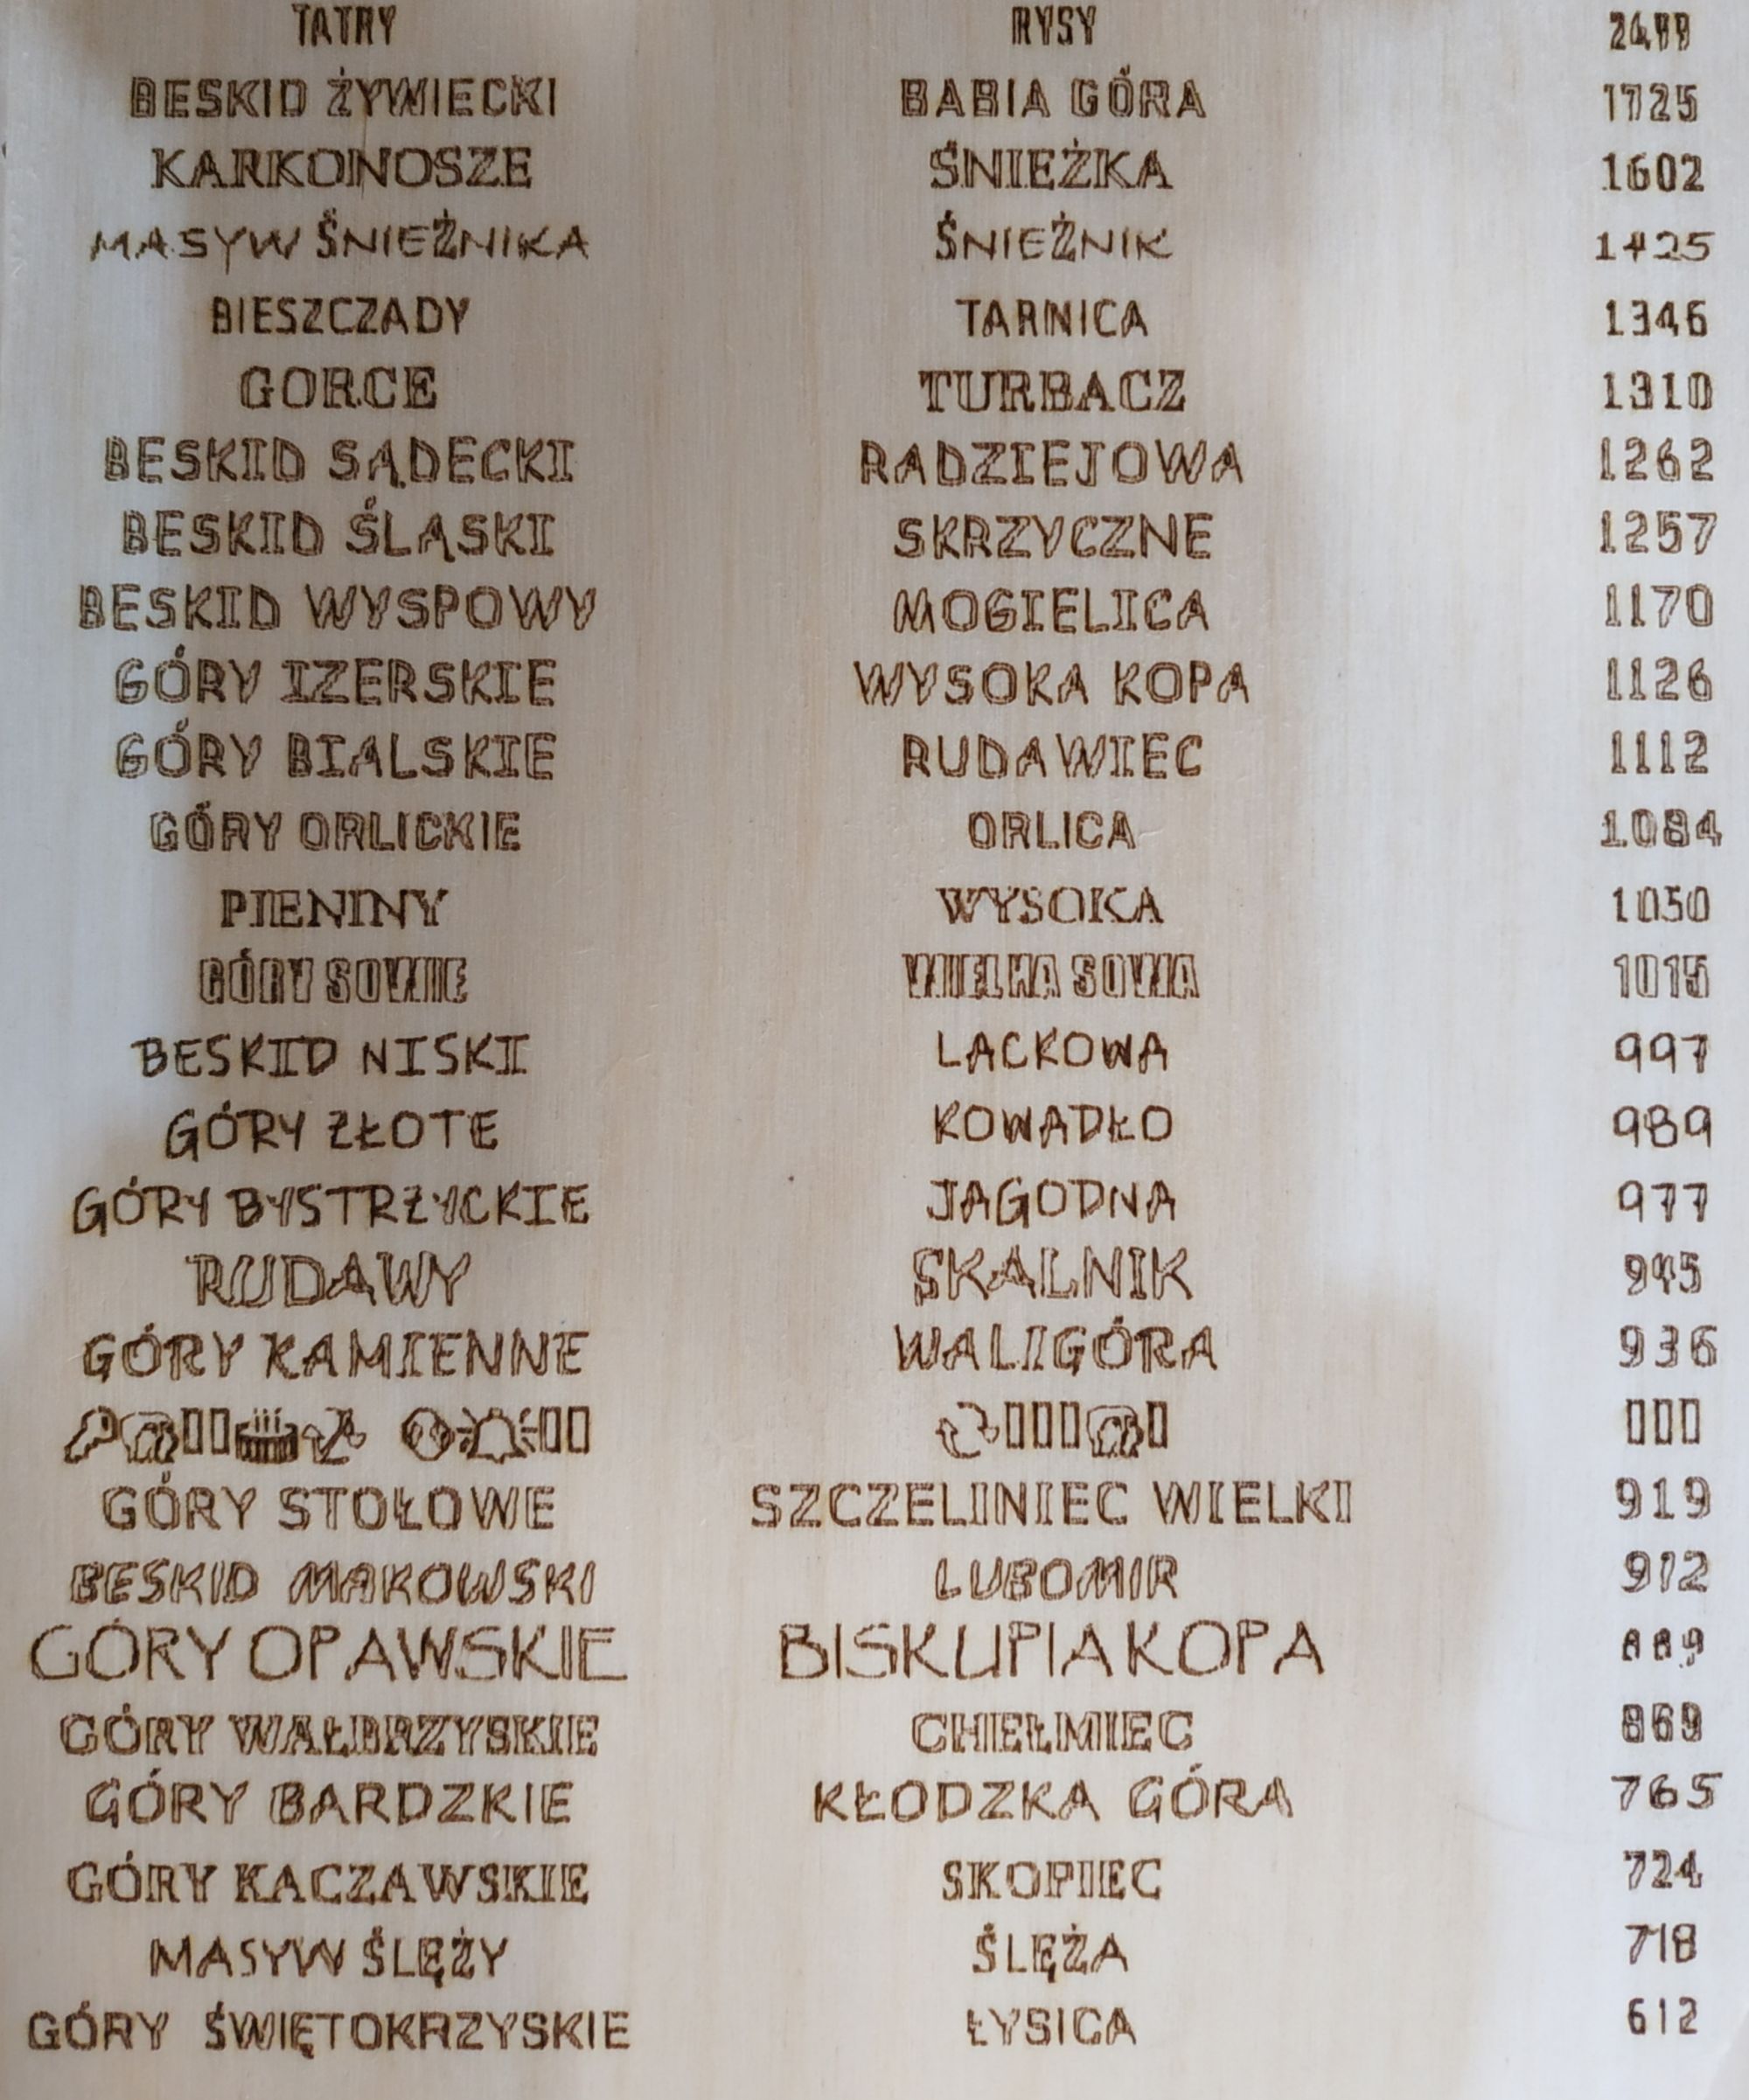 TATRY RYSY 2499
BESKID ŻYWIECKI BABIA GÓRA 1725
KARKONOSZE ŚNIEŻKA 1602
MASYW ŚNIEŻNIKA ŚNIEŻNIK 1425
BIESZCZADY TARNICA 1346
GORCE TURBACZ 1310
BESKID SĄDECKI RADZIEJOWA 1262
BESKID ŚLĄSKI SKRZYCZNE 1257
BESKID WYSPOWY MOGIELICA 1170
GÓRY IZERSKIE WYSOKA KOPA 1126
GÓRY BIALSKIE RUDAWIEC 1112
GÓRY ORLICKIE ORLICA 1084
PIENINY WYSOKA 1050
GÓRY SOWIE WIELKA SOWA 1015
BESKID NISKI LACKOWA 997
GÓRY ZŁOTE KOWADŁO 989
GÓRY BYSTRZYCKIE JAGODNA 977
RUDAWY SKALNIK 945
GÓRY KAMIENNE WALIGÓRA 936
GÓRY STOŁOWE SZCZELINIEC WIELKI 919
BESKID MAKOWSKI LUBOMIR 912
GÓRY OPAWSKIE BISKUPIA KOPA 889
GÓRY WAŁBRZYSKIE CHEŁMIEC 869
GÓRY BARDZKIE KŁODZKA GÓRA 765
GÓRY KACZAWSKIE SKOPIEC 724
MASYW ŚLĘŻY ŚLĘŻA 718
GÓRY ŚWIĘTOKRZYSKIE ŁYSICA 612